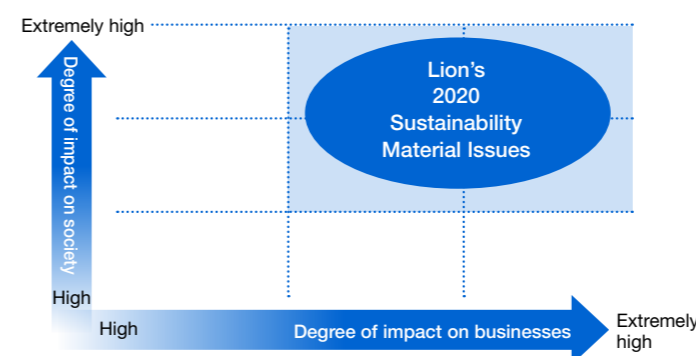 Extremely high
Degree of impact on society
Lion’s
2020
Sustainability
Material Issues
High
High
Degree of impact on businesses
Extremely
high